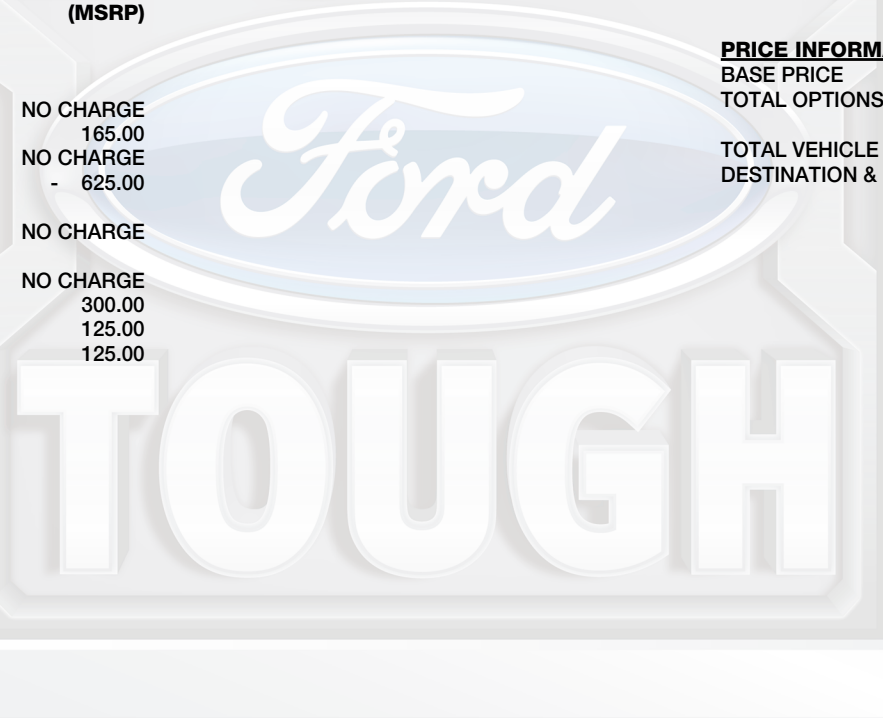 (MSRP)
NO CHARGE
165.00
NO CHARGE
- 625.00
NO CHARGE
NO CHARGE
300.00
125.00
125.00
PRICE INFORMA
BASE PRICE
TOTAL OPTIONS
TOTAL VEHICLE
DESTINATION &
Ford
TOUGH